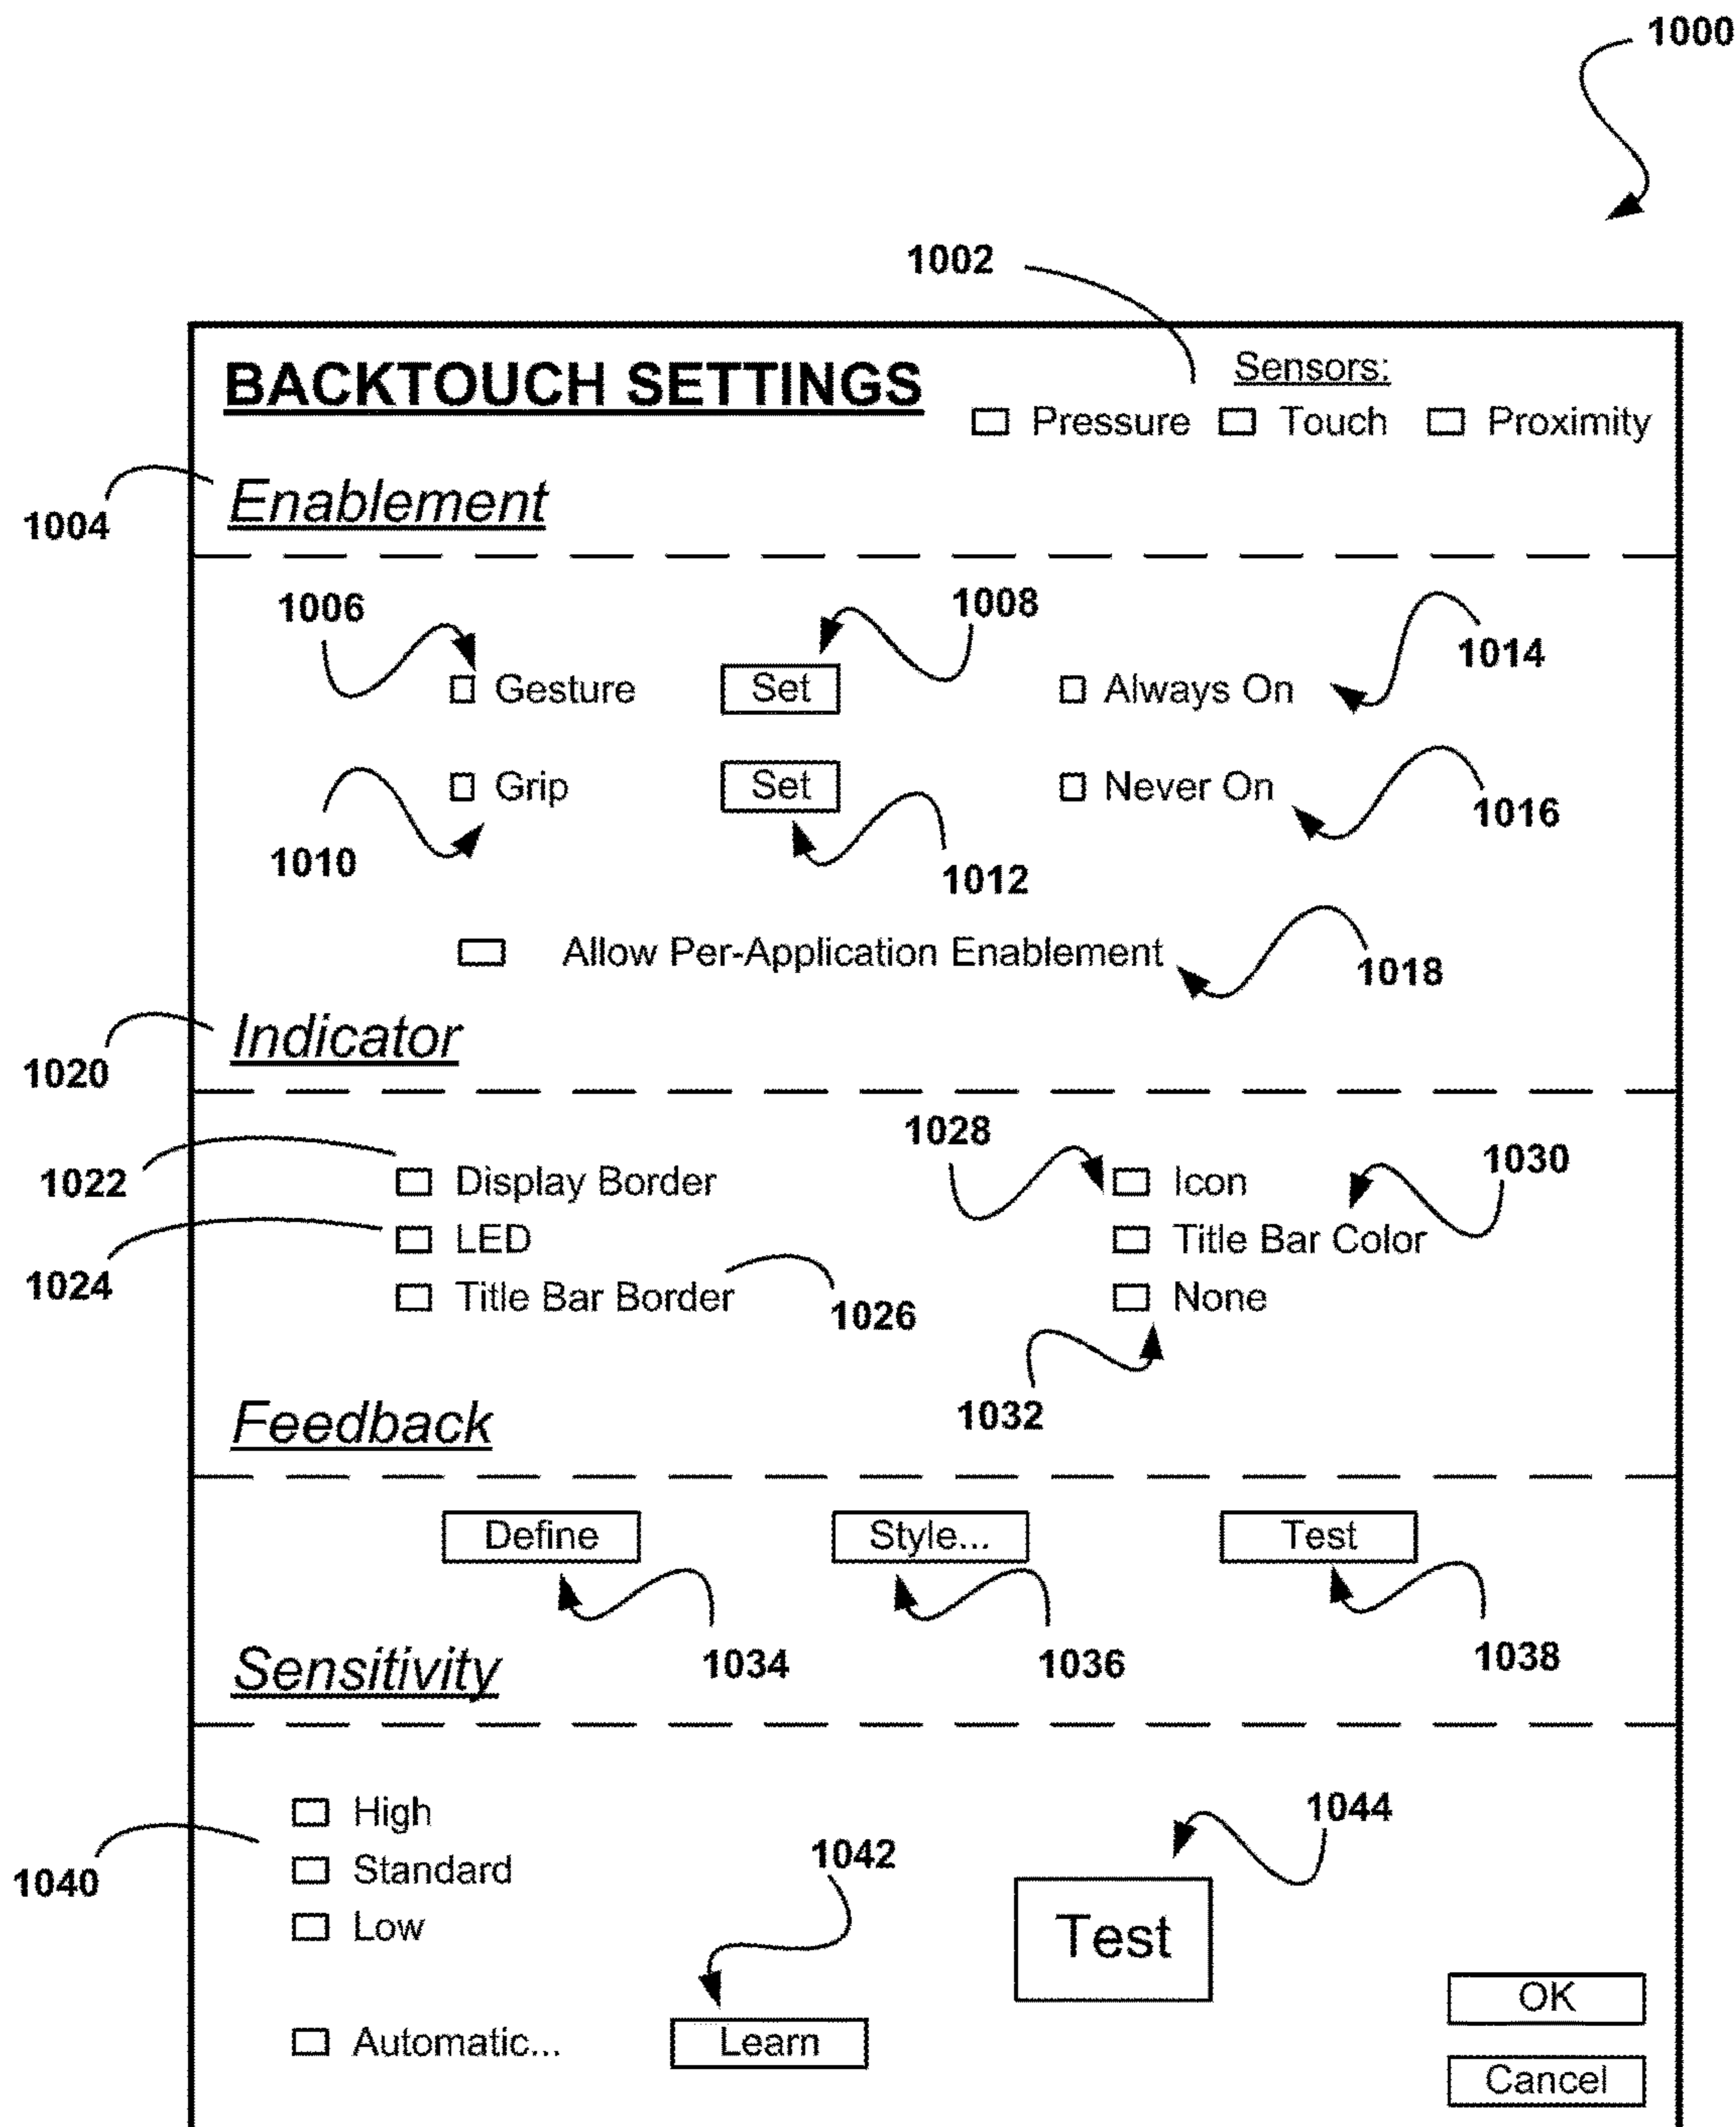 1000
1002
BACKTOUCH SETTINGS
Sensors:
Pressure Touch Proximity
1004
Enablement
1006 1008
1014
Gesture Set Always On
Grip Set Never On
1016
1010
1012
Allow Per-Application Enablement
1018
1020
Indicator
1028
1030
1022
Display Border Icon
LED Title Bar Color
1024
Title Bar Border None
1026
1032
Feedback
Define Style... Test
1034 1036 1038
Sensitivity
High
1044
1040
Standard
1042
Low
Test
OK
Automatic... Learn
Cancel